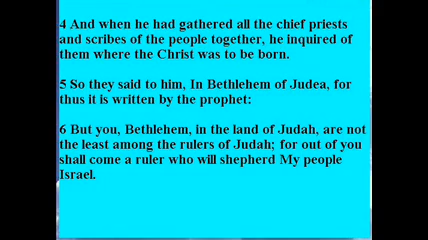 4 And when he had gathered all the chief priests
and scribes of the people together, he inquired of
them where the Christ was to be born.
5 So they said to him, In Bethlehem of Judea, for
thus it is written by the prophet:
6 But you, Bethlehem, in the land of Judah, are not
the least among the rulers of Judah; for out of you
shall come a ruler who will shepherd My people
Israel.